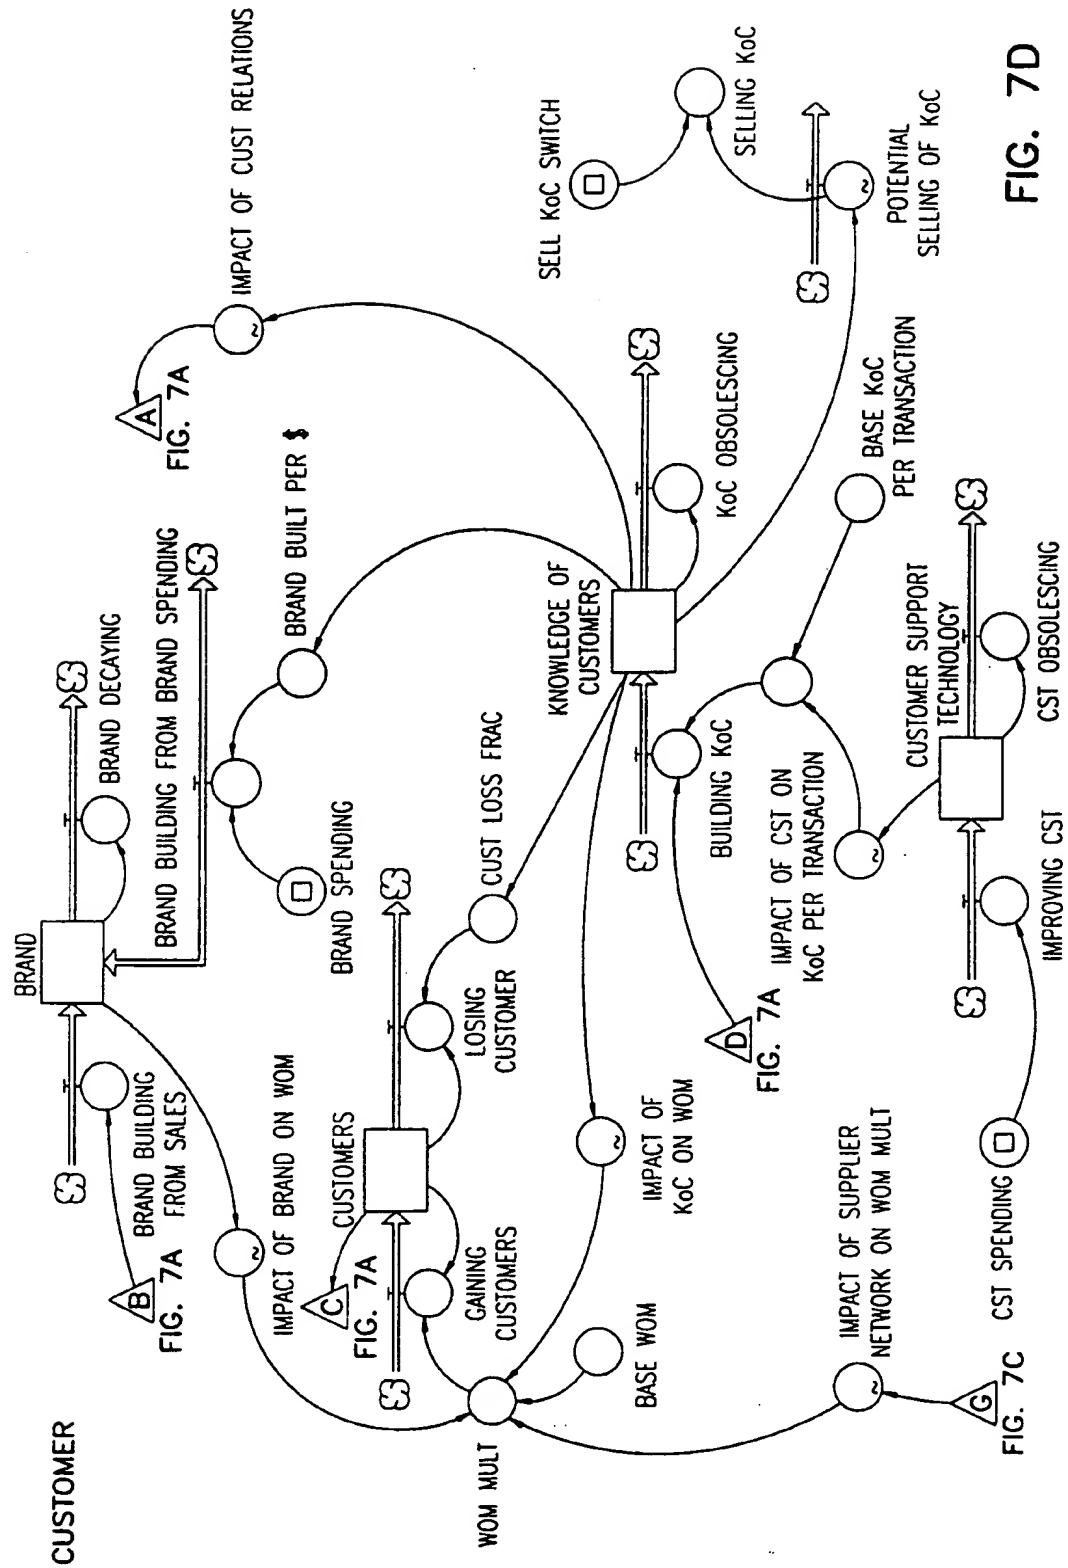 CUSTOMER
BRAND
BRAND DECAYING
BRAND BUILDING
FROM SALES
B
FIG. 7A
BRAND BUILDING FROM BRAND SPENDING
A
FIG. 7A
IMPACT OF CUST RELATIONS
IMPACT OF BRAND ON WOM
BRAND SPENDING
BRAND BUILT PER $
CUSTOMERS
C
FIG. 7A
GAINING
CUSTOMERS
LOSING
CUSTOMER
CUST LOSS FRAC
WOM MULT
BASE WOM
IMPACT OF
KoC ON WOM
KNOWLEDGE OF
CUSTOMERS
KoC OBSOLESCING
BUILDING KoC
D
FIG. 7A
SELL KoC SWITCH
SELLING KoC
POTENTIAL
SELLING OF KoC
IMPACT OF CST ON
KoC PER TRANSACTION
BASE KoC
PER TRANSACTION
IMPACT OF SUPPLIER
NETWORK ON WOM MULT
G
FIG. 7C
CUSTOMER SUPPORT
TECHNOLOGY
CST SPENDING
IMPROVING CST
CST OBSOLESCING
FIG. 7D